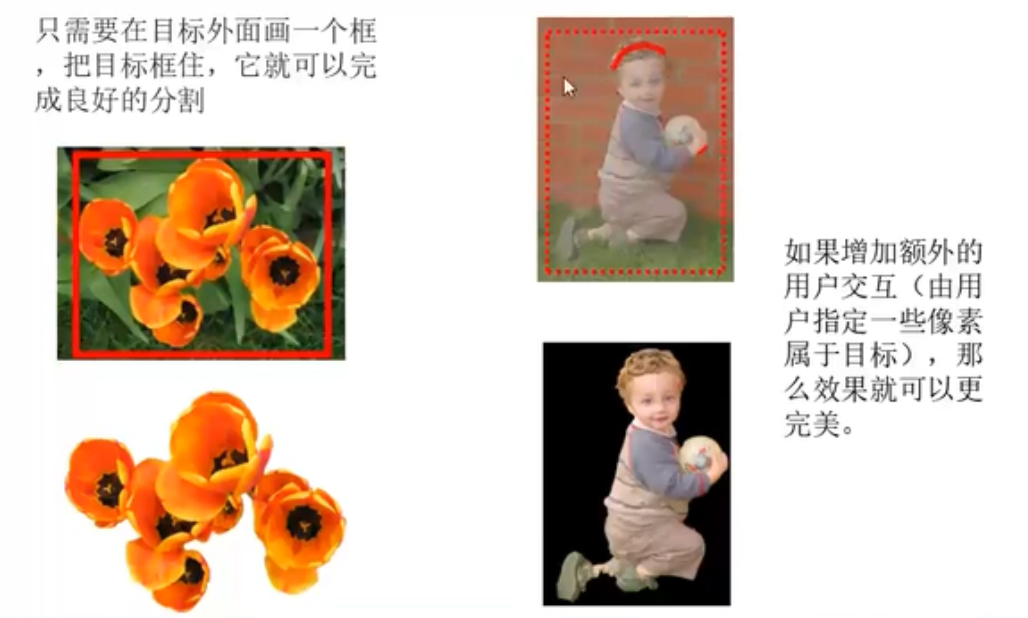 只需要在目标外面画一个框
，把目标框住，它就可以完
成良好的分割
如果增加额外的
用户交互（由用
户指定一些像素
属于目标），那
么效果就可以更
完美。